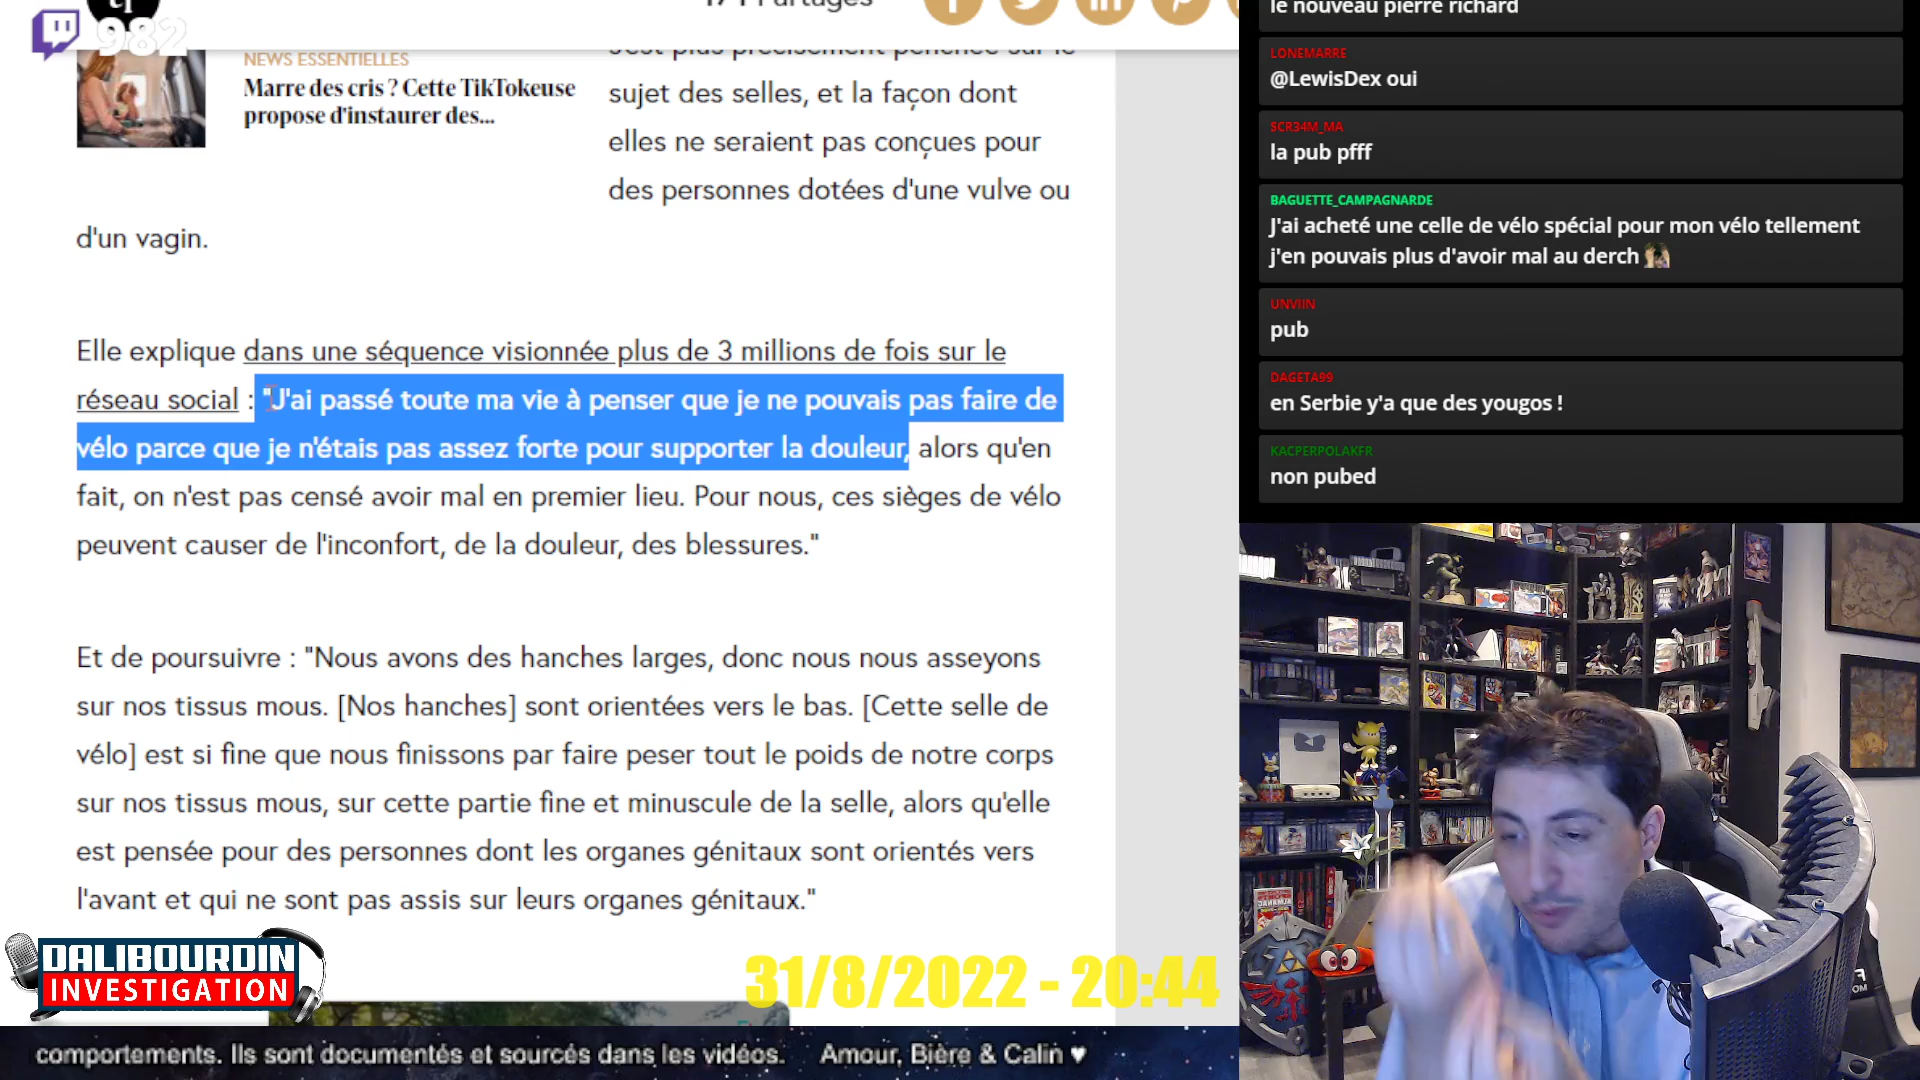 982
Partages
NEWS ESSENTIELLES
Marre des cris ? Cette TikTokeuse
propose d'instaurer des...
s'est plus précisément penchée sur le
sujet des selles, et la façon dont
elles ne seraient pas conçues pour
des personnes dotées d'une vulve ou
d'un vagin.
Elle explique dans une séquence visionnée plus de 3 millions de fois sur le
réseau social : "J'ai passé toute ma vie à penser que je ne pouvais pas faire de
vélo parce que je n'étais pas assez forte pour supporter la douleur, alors qu'en
fait, on n'est pas censé avoir mal en premier lieu. Pour nous, ces sièges de vélo
peuvent causer de l'inconfort, de la douleur, des blessures."
Et de poursuivre : "Nous avons des hanches larges, donc nous nous asseyons
sur nos tissus mous. [Nos hanches] sont orientées vers le bas. [Cette selle de
vélo] est si fine que nous finissons par faire peser tout le poids de notre corps
sur nos tissus mous, sur cette partie fine et minuscule de la selle, alors qu'elle
est pensée pour des personnes dont les organes génitaux sont orientés vers
l'avant et qui ne sont pas assis sur leurs organes génitaux."
DALIBOURDIN
INVESTIGATION
31/8/2022 - 20:44
comportements. Ils sont documentés et sourcés dans les vidéos. Amour, Bière & Calin ♥
le nouveau pierre richard
LONEMARRE
@LewisDex oui
SCR34M_MA
la pub pfff
BAGUETTE_CAMPAGNARDE
J'ai acheté une celle de vélo spécial pour mon vélo tellement
j'en pouvais plus d'avoir mal au derch
UNVIIN
pub
DAGETA99
en Serbie y'a que des yougos !
KACPERPOLAKFR
non pubed